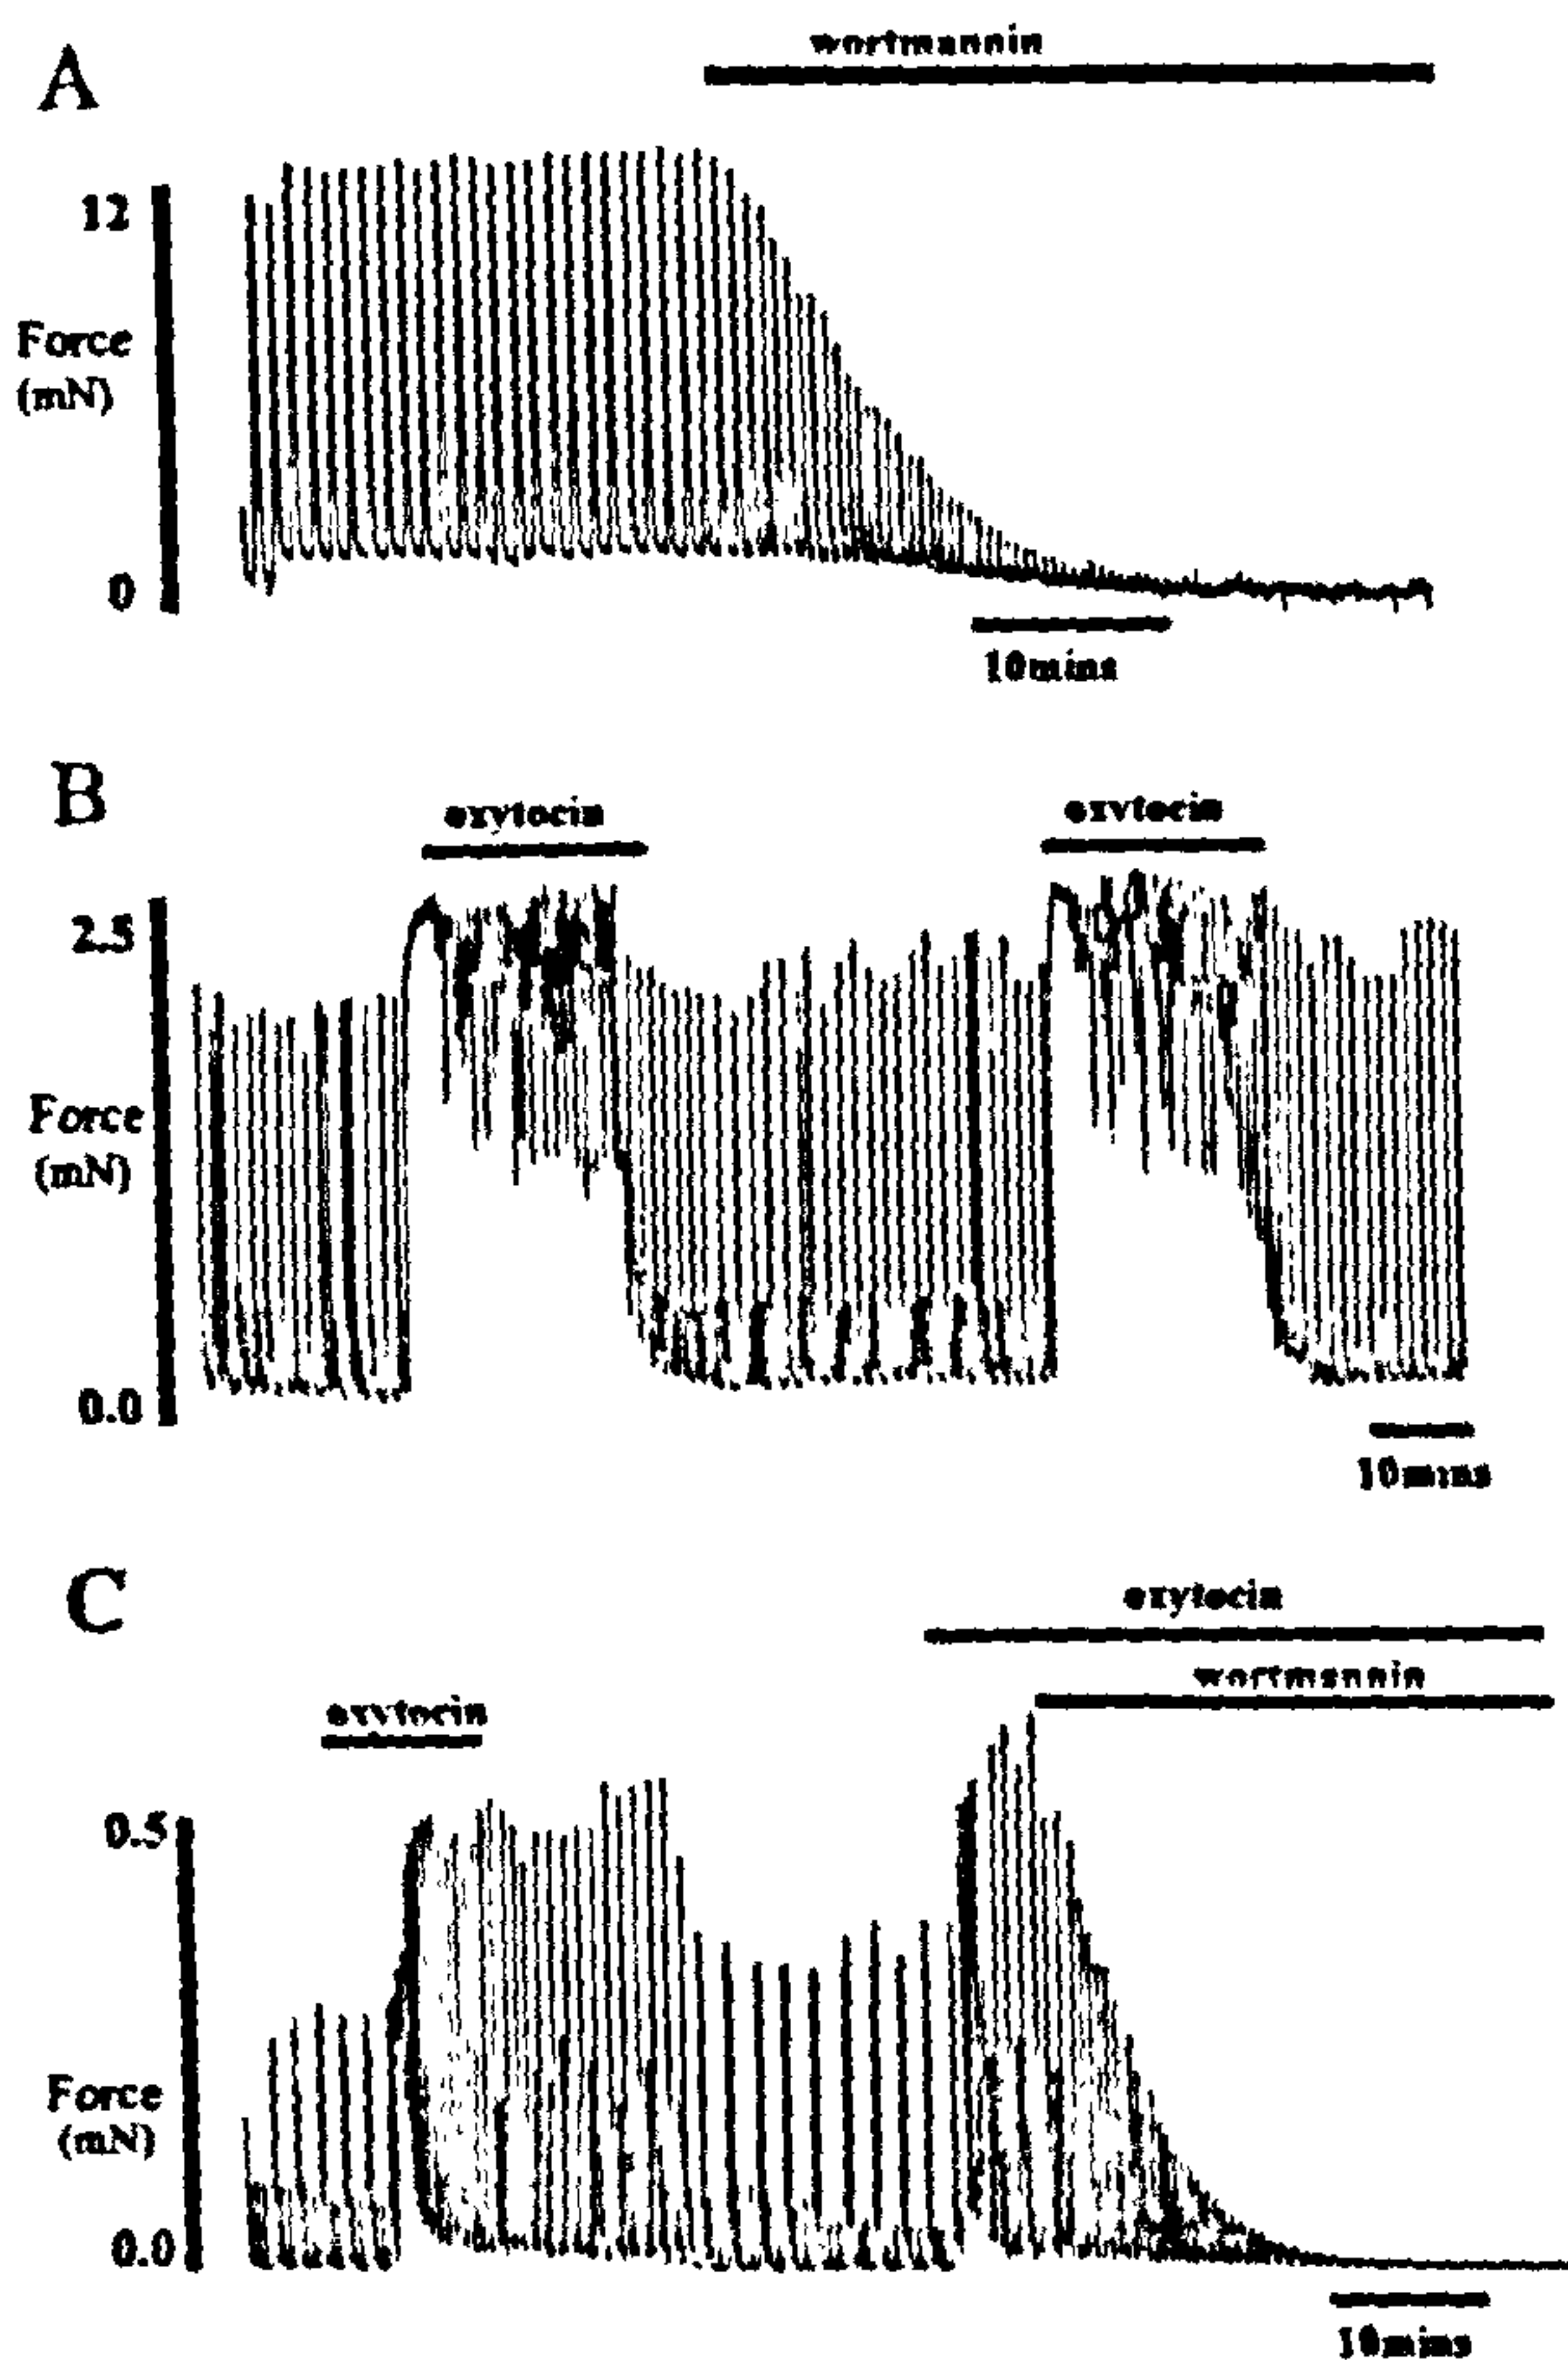 A
wortmannin
12
Force
(mN)
0
10mins
B
oxytocin
oxytocin
2.5
Force
(mN)
0.0
10mins
C
oxytocin
wortmannin
oxytocin
0.5
Force
(mN)
0.0
10mins